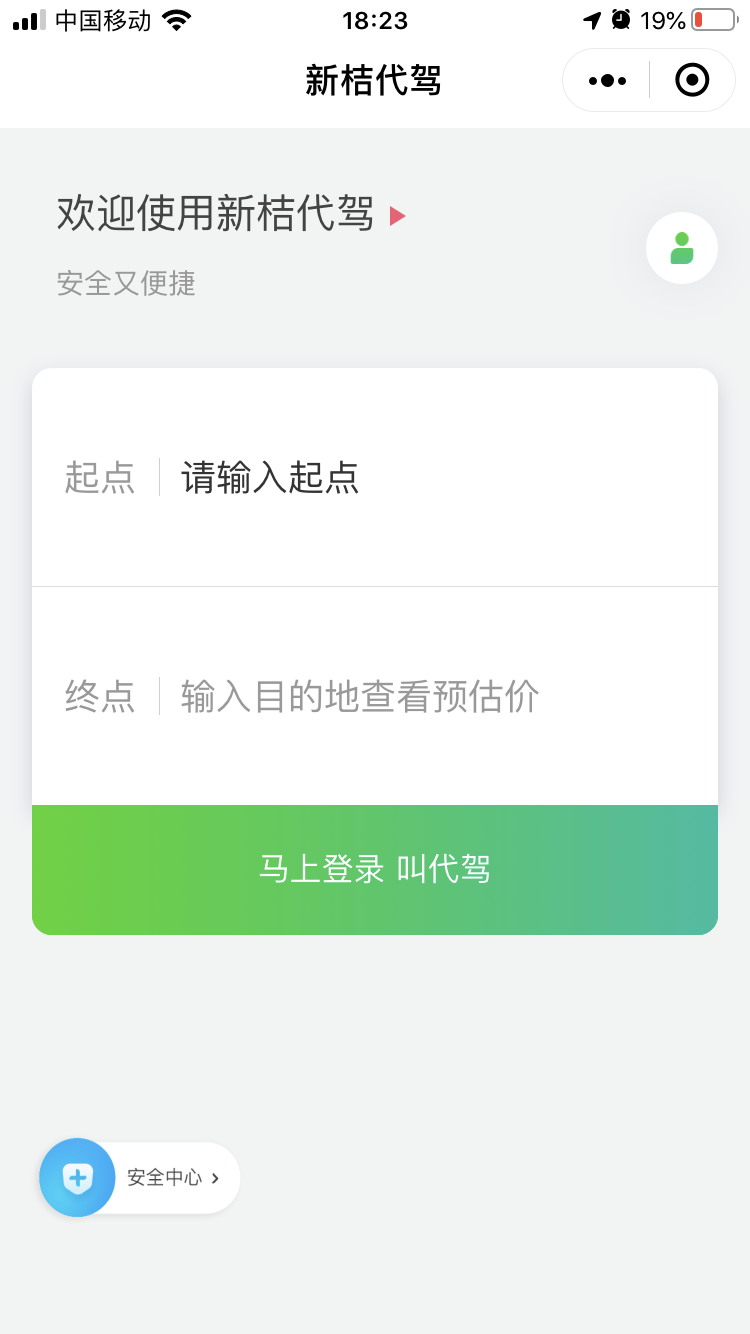 中国移动 18:23 19%
新桔代驾
欢迎使用新桔代驾
安全又便捷
起点 请输入起点
终点 输入目的地查看预估价
马上登录 叫代驾
安全中心 ›